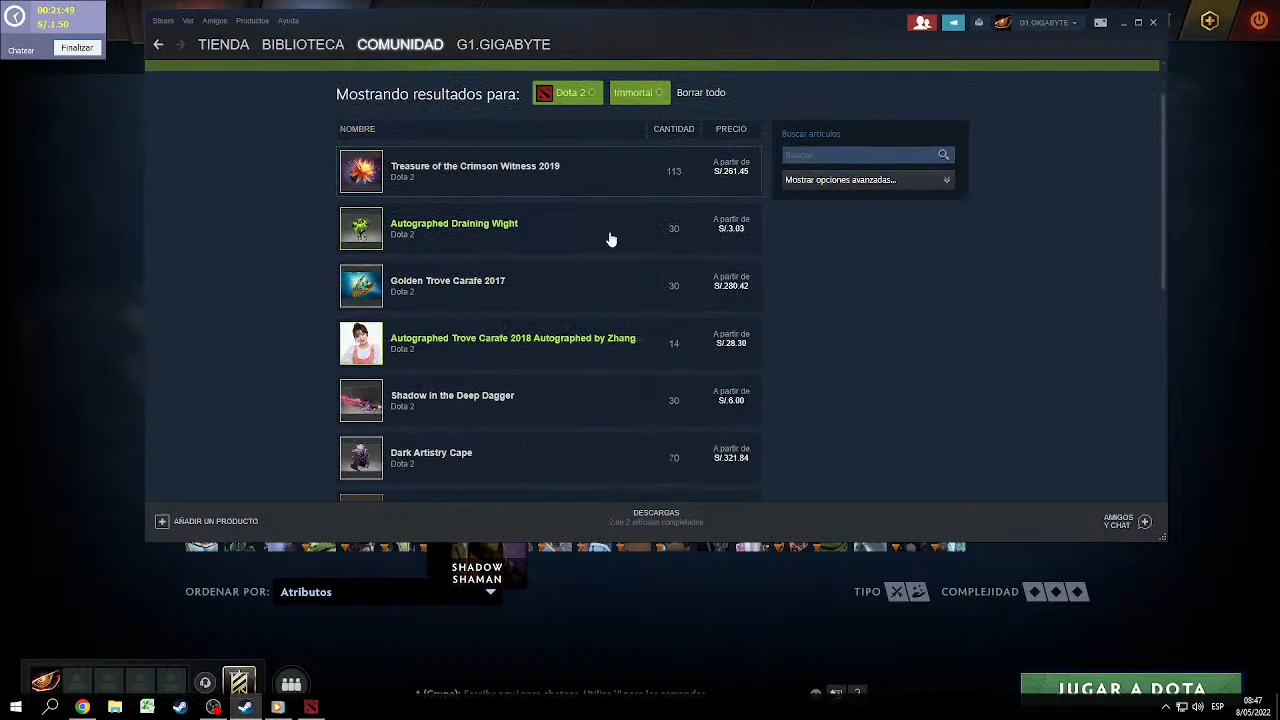 00:21:49
S/.1.50
Chatear
Finalizar
Steam Ver Amigos Productos Ayuda
G1.GIGABYTE
TIENDA BIBLIOTECA COMUNIDAD G1.GIGABYTE
Mostrando resultados para:
Dota 2
Immortal
Borrar todo
NOMBRE CANTIDAD PRECIO
Treasure of the Crimson Witness 2019
Dota 2
113
A partir de
S/.261.45
Autographed Draining Wight
Dota 2
30
A partir de
S/.3.03
Golden Trove Carafe 2017
Dota 2
30
A partir de
S/.280.42
Autographed Trove Carafe 2018 Autographed by Zhang
Dota 2
14
A partir de
S/.28.30
Shadow in the Deep Dagger
Dota 2
30
A partir de
S/.6.00
Dark Artistry Cape
Dota 2
70
A partir de
S/.321.84
Buscar artículos
Buscar
Mostrar opciones avanzadas...
AÑADIR UN PRODUCTO
DESCARGAS
2 de 2 artículos completados
AMIGOS
Y CHAT
SHADOW
SHAMAN
ORDENAR POR:
Atributos
TIPO
COMPLEJIDAD
ESP
08:47
8/05/2022